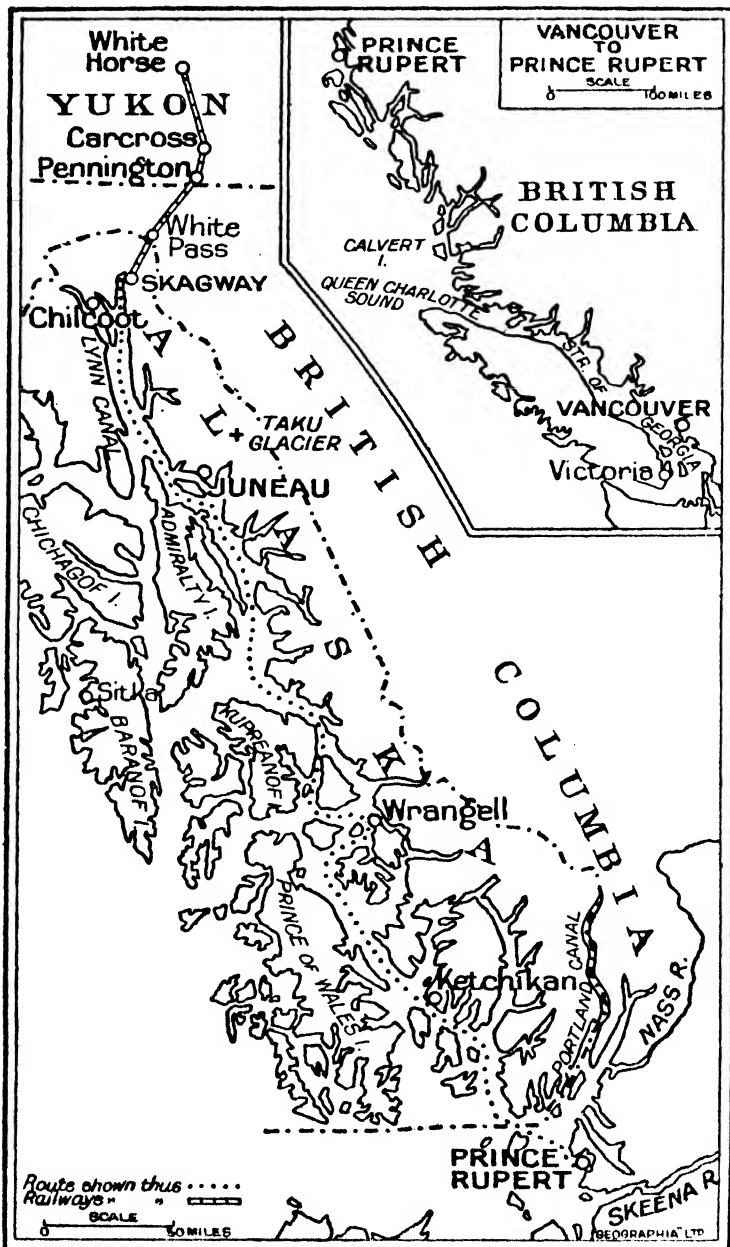 White
Horse
YUKON
Carcross
Pennington
White
Pass
SKAGWAY
Chilcoot
LYNN CANAL
ALASKA
TAKU
GLACIER
JUNEAU
CHICHAGOF I.
ADMIRALTY I.
Sitka
BARANOF I.
KUPREANOF I.
Wrangell
PRINCE OF WALES I.
Ketchikan
PORTLAND CANAL
NASS R.
BRITISH
COLUMBIA
PRINCE
RUPERT
SKEENA R
Route shown thus
Railways " "
SCALE
0 50 MILES
"GEOGRAPHIA" LTD
VANCOUVER
TO
PRINCE RUPERT
SCALE
0 100 MILES
PRINCE
RUPERT
BRITISH
COLUMBIA
CALVERT
I.
QUEEN CHARLOTTE
SOUND
STR. OF
GEORGIA
VANCOUVER
Victoria